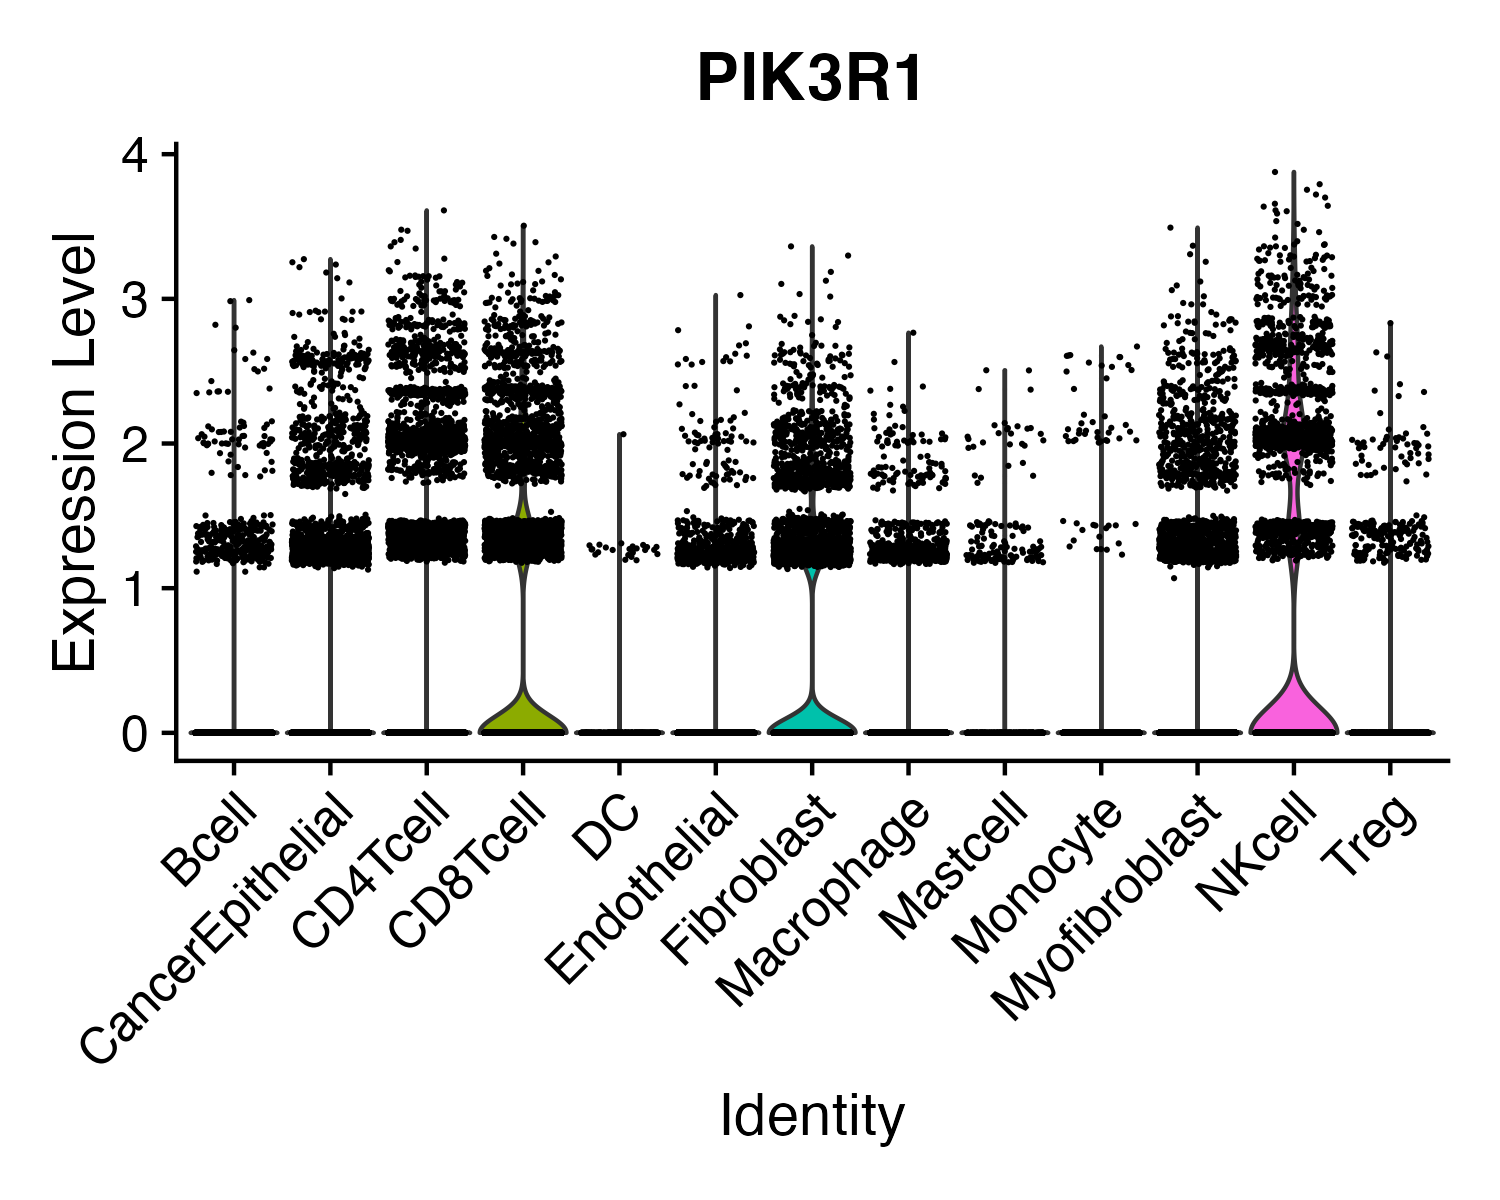 PIK3R1
Expression Level
4
3
2
1
0
Bcell
CancerEpithelial
CD4Tcell
CD8Tcell
DC
Endothelial
Fibroblast
Macrophage
Mastcell
Monocyte
Myofibroblast
NKcell
Treg
Identity